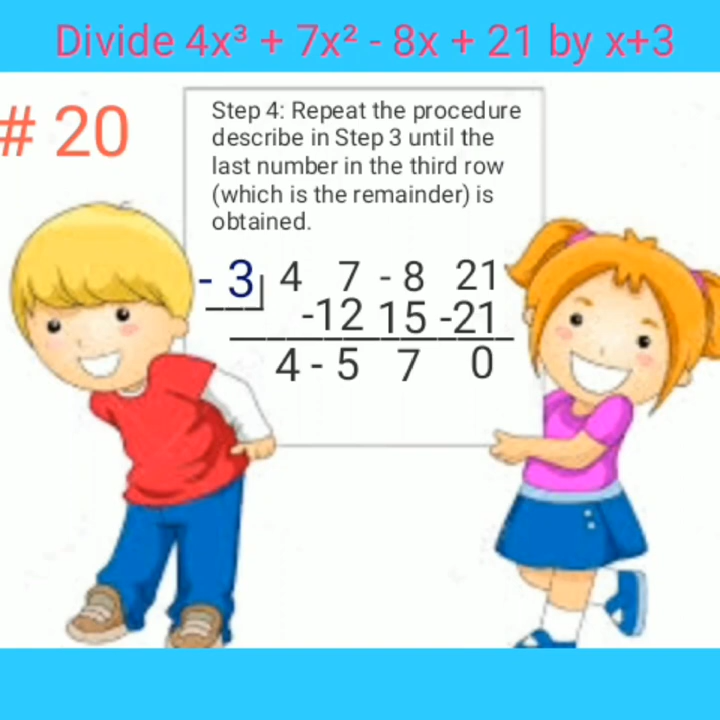 Divide 4x³ + 7x² - 8x + 21 by x+3
# 20
Step 4: Repeat the procedure
describe in Step 3 until the
last number in the third row
(which is the remainder) is
obtained.
- 3 4 7 - 8 21
-12 15 -21
4 - 5 7 0